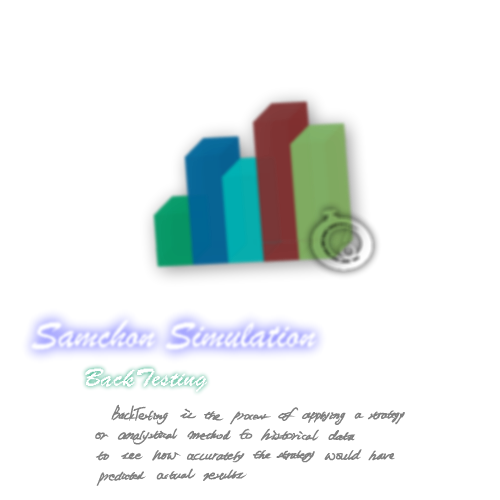 Samchon Simulation
BackTesting
BackTesting is the process of applying a strategy
or analytical method to historical data
to see how accurately the strategy would have
predicted actual results